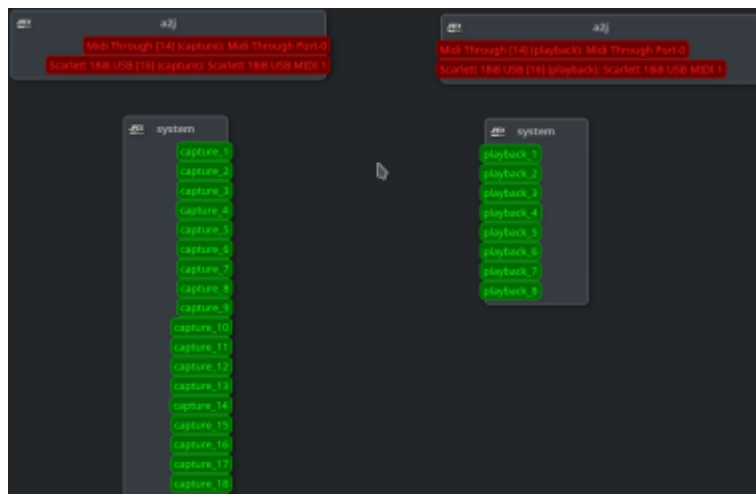 a2j
Midi Through [14] (capture): Midi Through Port-0
Scarlett 18i8 USB [16] (capture): Scarlett 18i8 USB MIDI 1
a2j
Midi Through [14] (playback): Midi Through Port-0
Scarlett 18i8 USB [16] (playback): Scarlett 18i8 USB MIDI 1
system
capture_1
capture_2
capture_3
capture_4
capture_5
capture_6
capture_7
capture_8
capture_9
capture_10
capture_11
capture_12
capture_13
capture_14
capture_15
capture_16
capture_17
capture_18
system
playback_1
playback_2
playback_3
playback_4
playback_5
playback_6
playback_7
playback_8